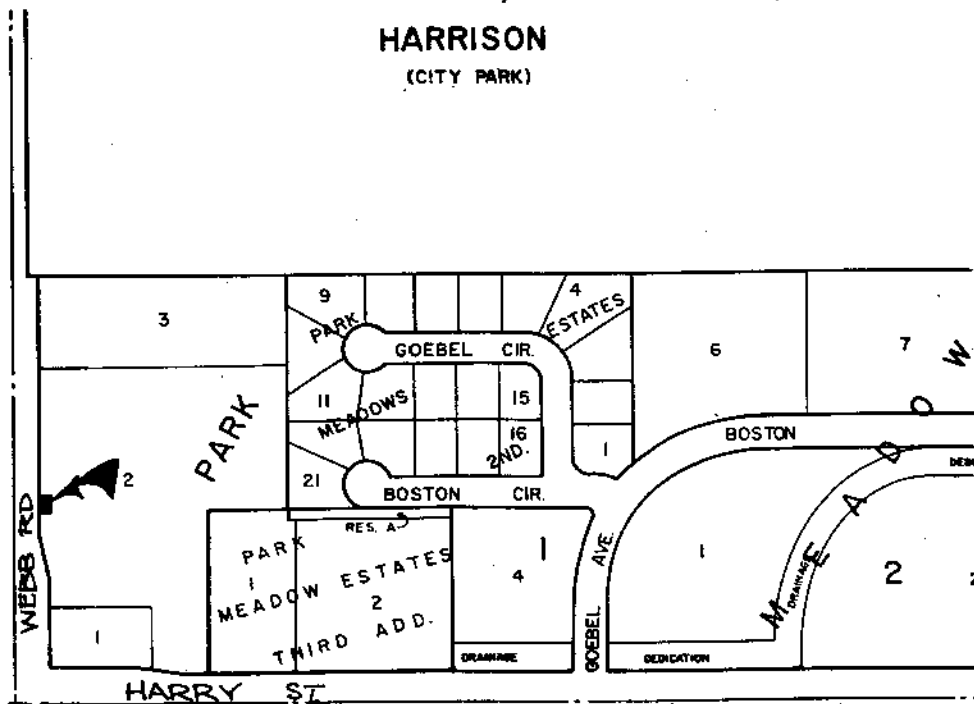 HARRISON
(CITY PARK)
3
9
4
PARK
ESTATES
GOEBEL CIR.
6
7
11
MEADOWS
15
16
2ND.
1
BOSTON
PARK
2
21
BOSTON CIR.
RES. A
WEBB RD
PARK
1
MEADOW ESTATES
2
THIRD ADD.
1
4
GOEBEL AVE.
1
MEADOW
DRAINAGE
2
1
DRAINAGE
DEDICATION
HARRY ST.